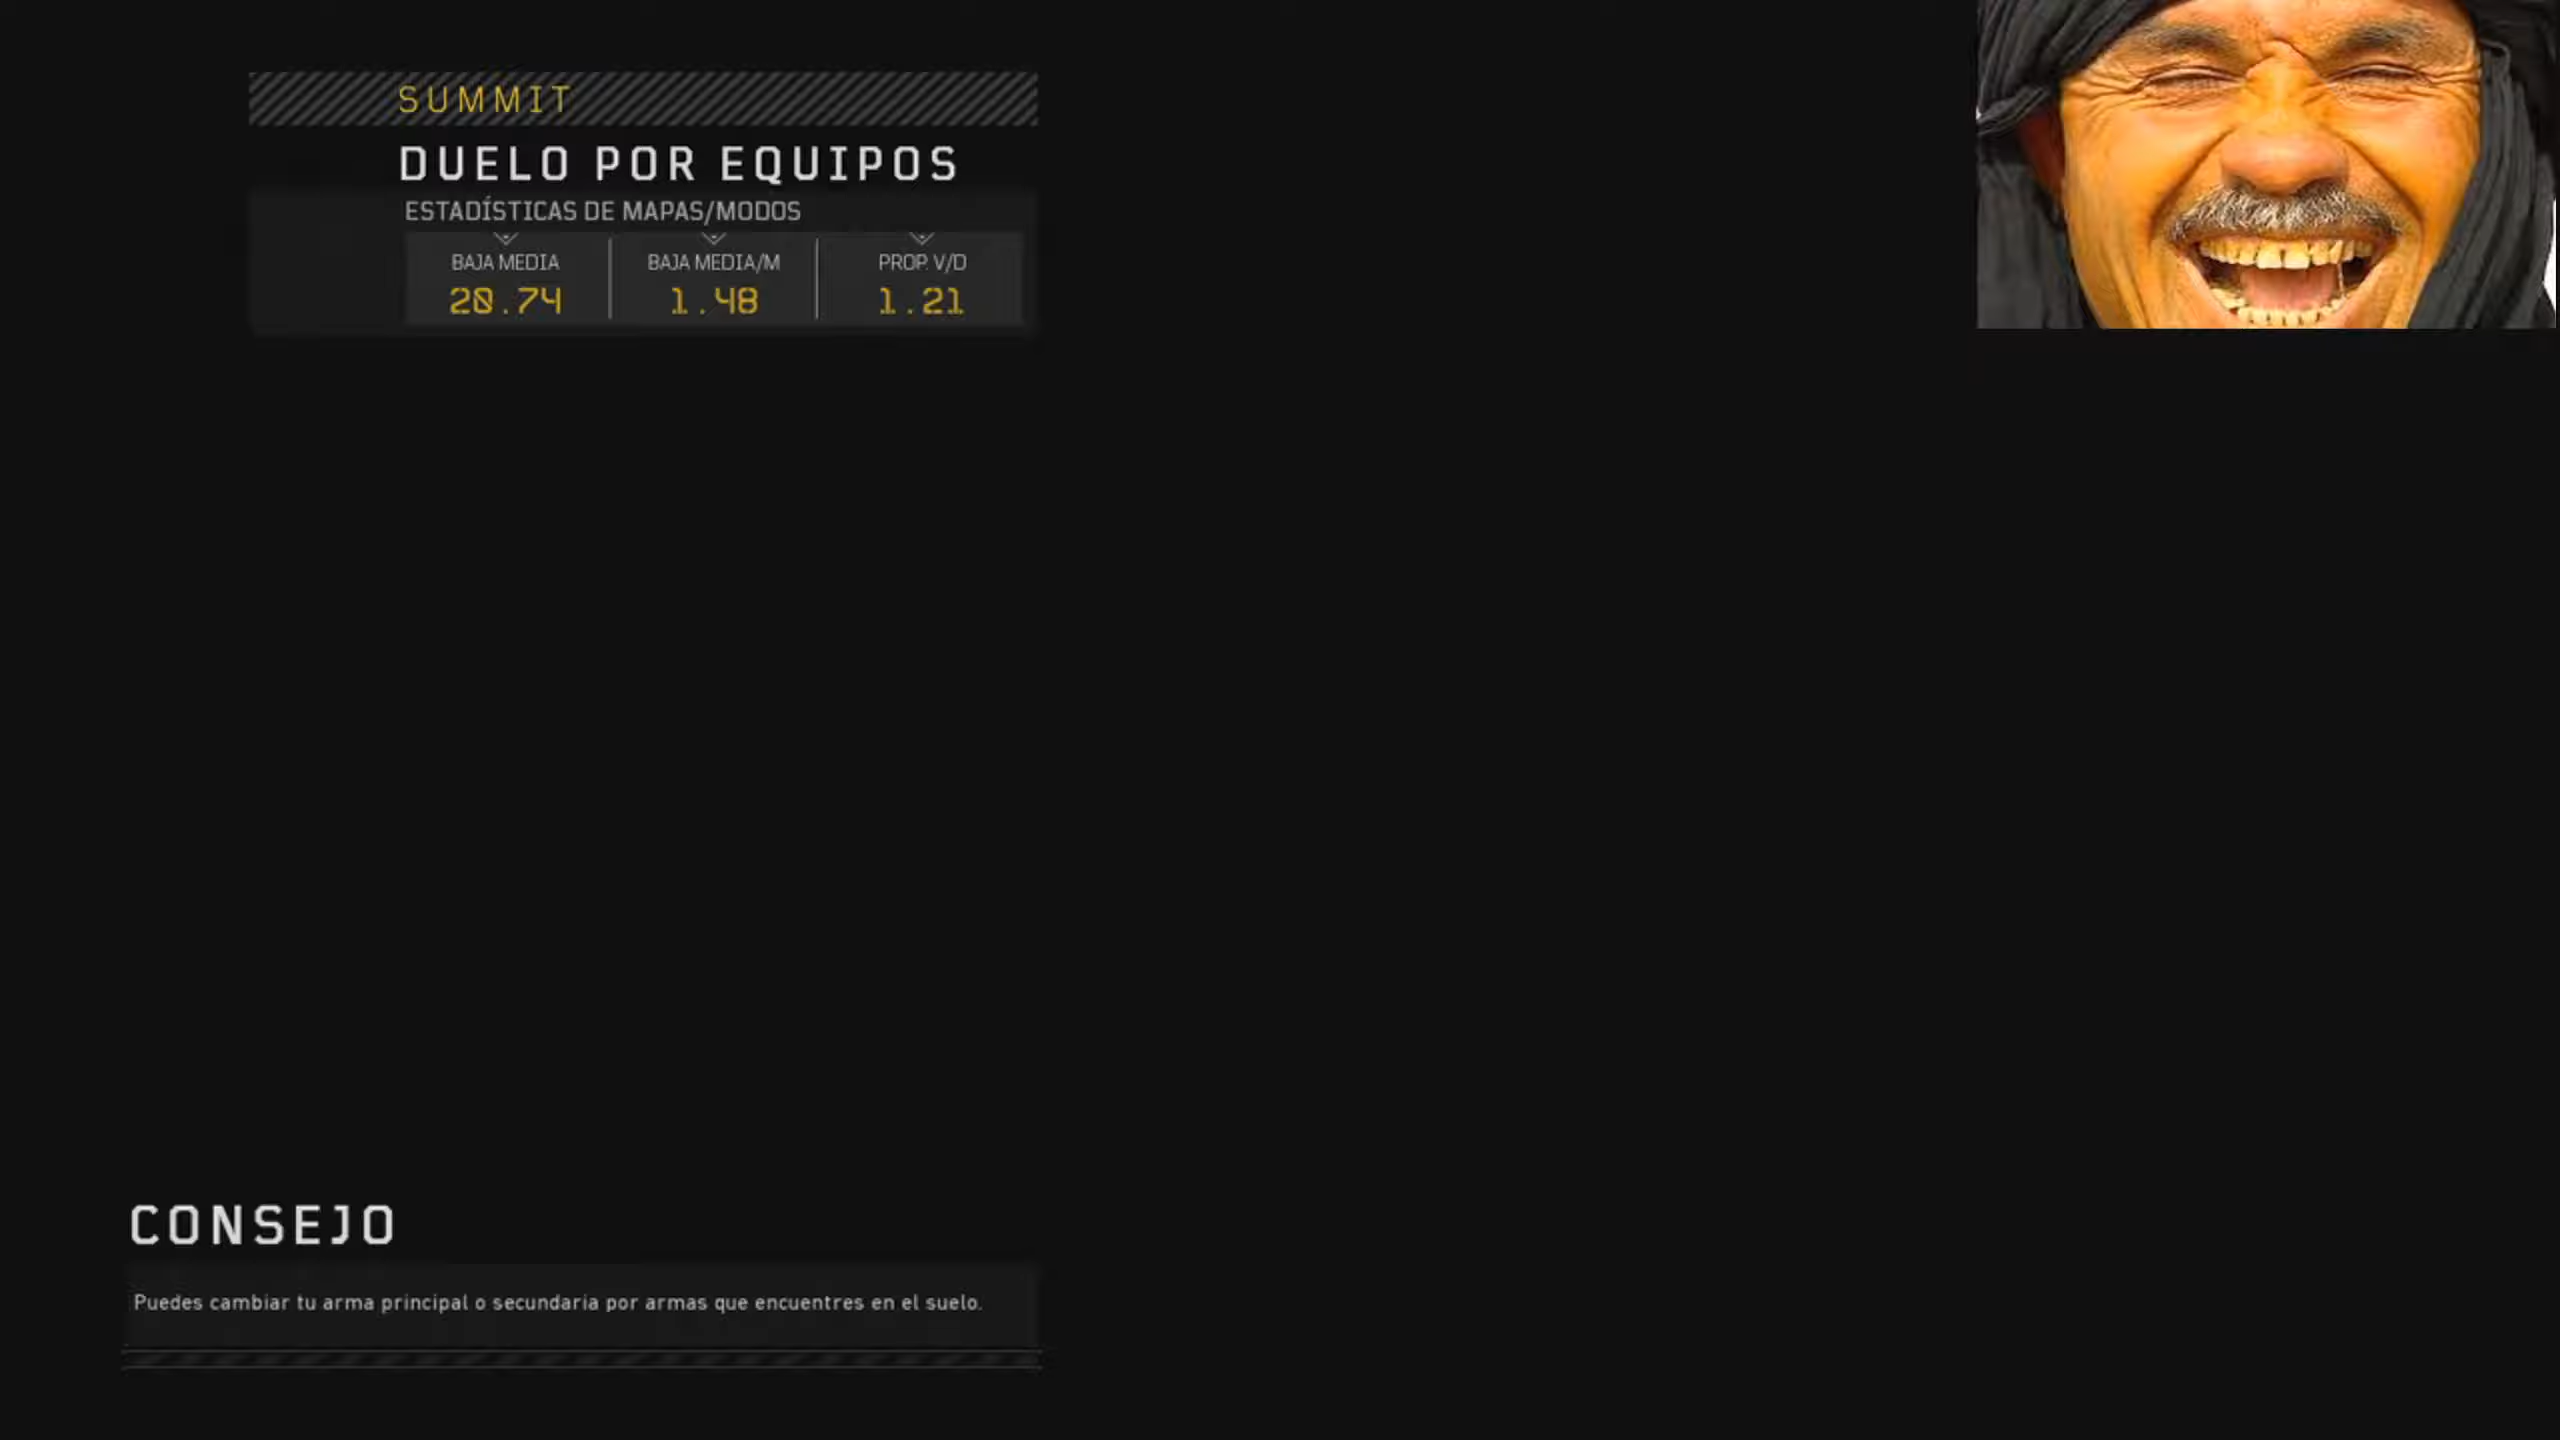 SUMMIT
DUELO POR EQUIPOS
ESTADÍSTICAS DE MAPAS/MODOS
BAJA MEDIA BAJA MEDIA/M PROP. V/D
20.74 1.48 1.21
CONSEJO
Puedes cambiar tu arma principal o secundaria por armas que encuentres en el suelo.